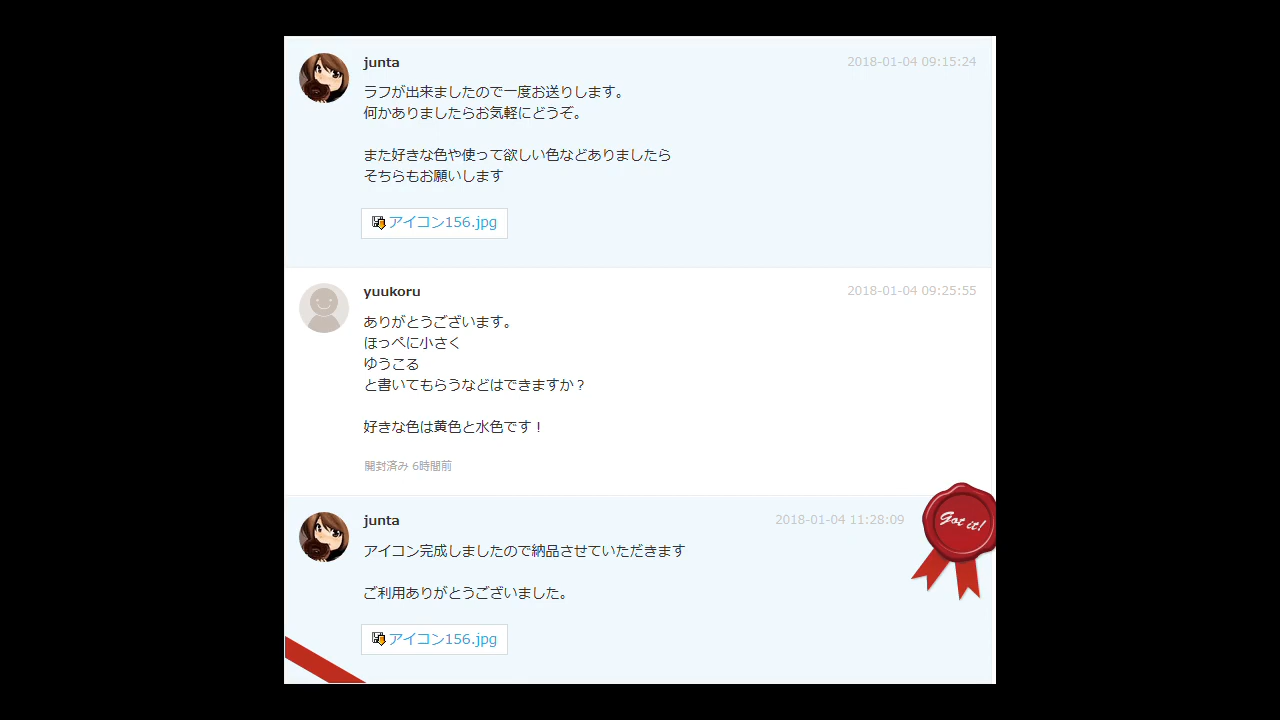 junta
2018-01-04 09:15:24
ラフが出来ましたので一度お送りします。
何かありましたらお気軽にどうぞ。
また好きな色や使って欲しい色などありましたら
そちらもお願いします
アイコン156.jpg
yuukoru
2018-01-04 09:25:55
ありがとうございます。
ほっぺに小さく
ゆうこる
と書いてもらうなどはできますか？
好きな色は黄色と水色です！
開封済み 6時間前
junta
2018-01-04 11:28:09
Got it!
アイコン完成しましたので納品させていただきます
ご利用ありがとうございました。
アイコン156.jpg